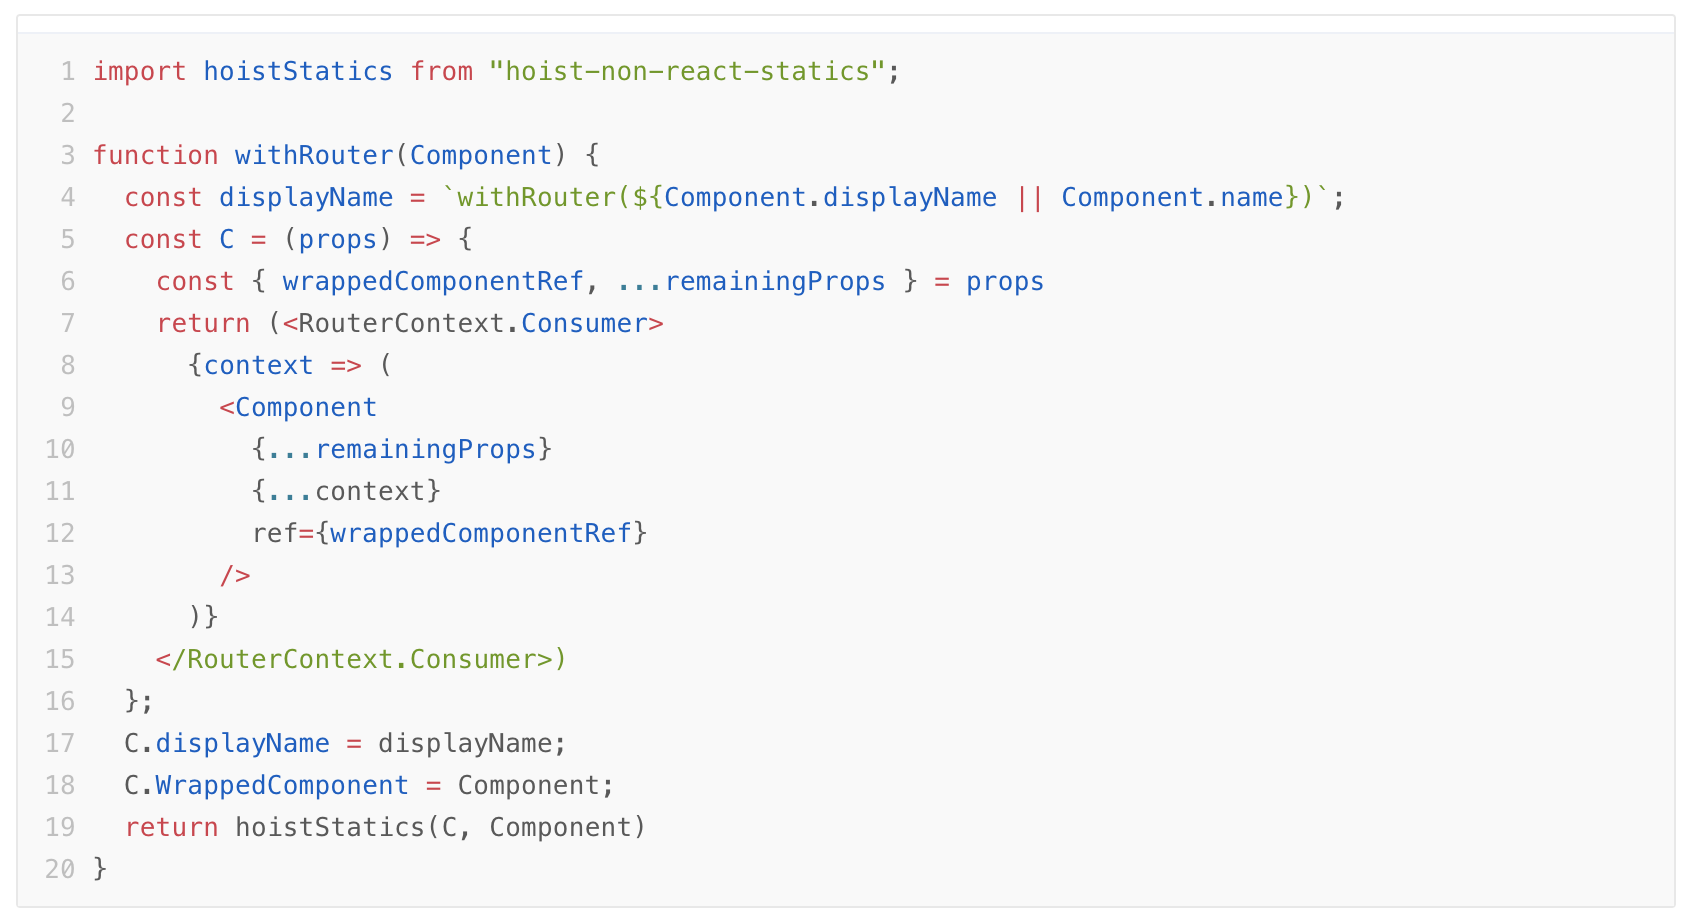 1 import hoistStatics from "hoist-non-react-statics";
2
3 function withRouter(Component) {
4   const displayName = `withRouter(${Component.displayName || Component.name})`;
5   const C = (props) => {
6     const { wrappedComponentRef, ...remainingProps } = props
7     return (<RouterContext.Consumer>
8       {context => (
9         <Component
10           {...remainingProps}
11           {...context}
12           ref={wrappedComponentRef}
13         />
14       )}
15     </RouterContext.Consumer>)
16   };
17   C.displayName = displayName;
18   C.WrappedComponent = Component;
19   return hoistStatics(C, Component)
20 }